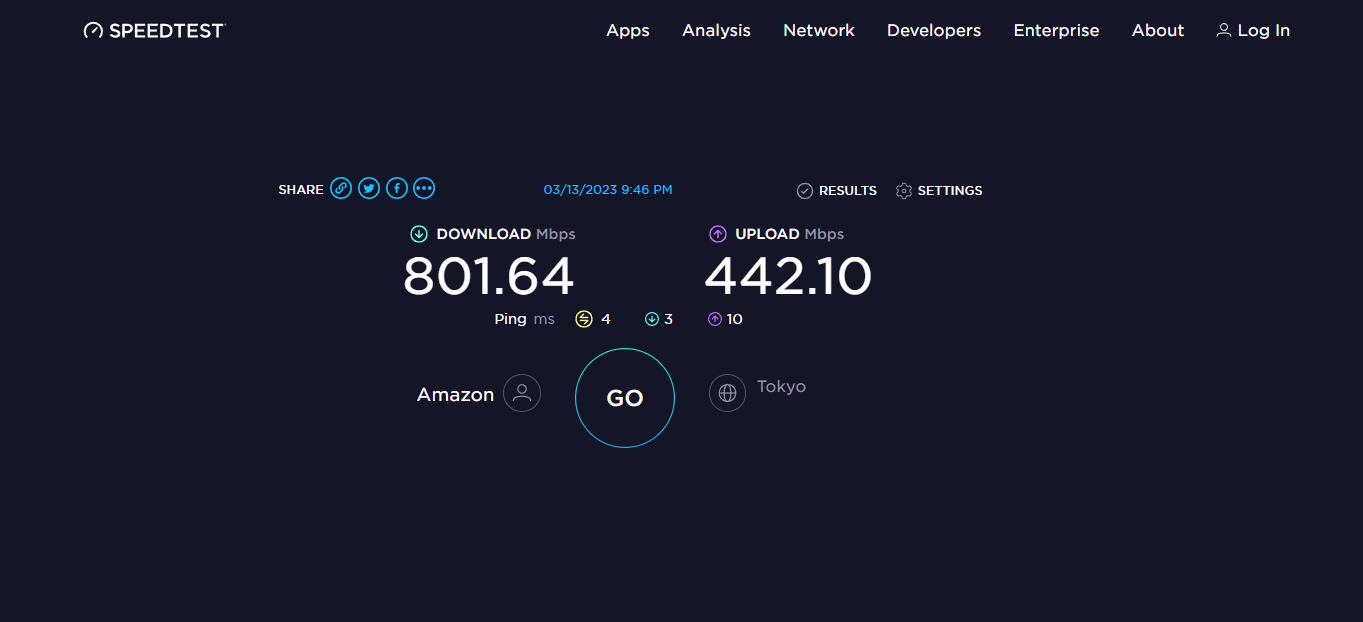 SPEEDTEST Apps Analysis Network Developers Enterprise About Log In
SHARE 03/13/2023 9:46 PM RESULTS SETTINGS
DOWNLOAD Mbps UPLOAD Mbps
801.64 442.10
Ping ms 4 3 10
Amazon GO Tokyo